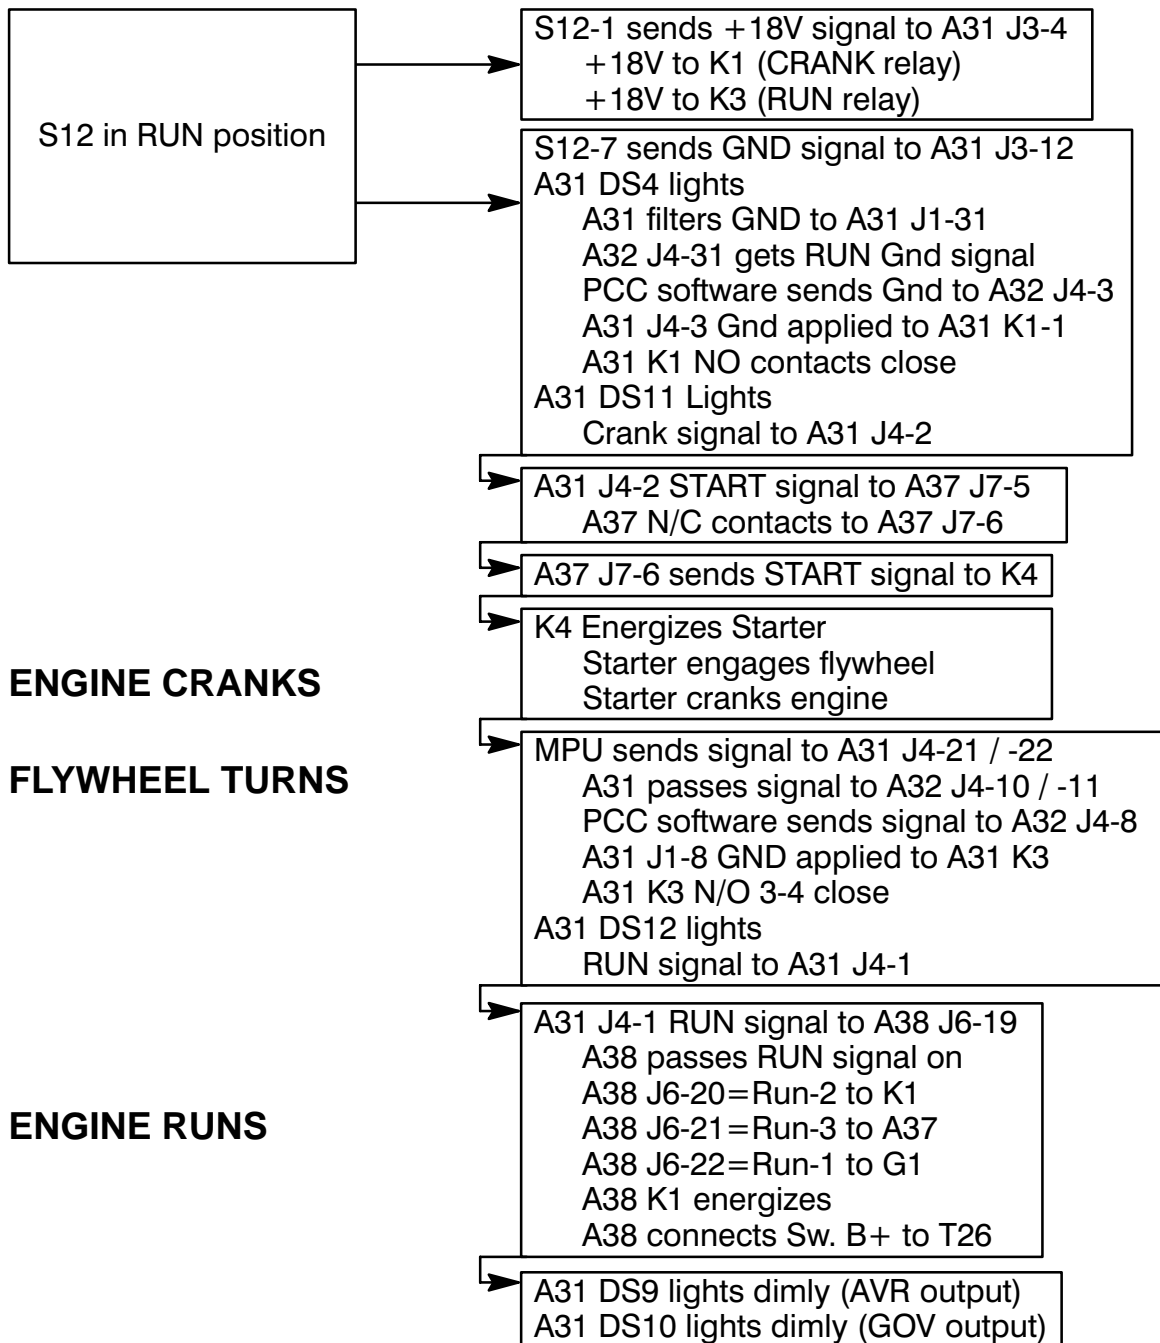 S12 in RUN position
S12-1 sends +18V signal to A31 J3-4
+18V to K1 (CRANK relay)
+18V to K3 (RUN relay)
S12-7 sends GND signal to A31 J3-12
A31 DS4 lights
A31 filters GND to A31 J1-31
A32 J4-31 gets RUN Gnd signal
PCC software sends Gnd to A32 J4-3
A31 J4-3 Gnd applied to A31 K1-1
A31 K1 NO contacts close
A31 DS11 Lights
Crank signal to A31 J4-2
A31 J4-2 START signal to A37 J7-5
A37 N/C contacts to A37 J7-6
A37 J7-6 sends START signal to K4
K4 Energizes Starter
Starter engages flywheel
Starter cranks engine
ENGINE CRANKS
FLYWHEEL TURNS
MPU sends signal to A31 J4-21 / -22
A31 passes signal to A32 J4-10 / -11
PCC software sends signal to A32 J4-8
A31 J1-8 GND applied to A31 K3
A31 K3 N/O 3-4 close
A31 DS12 lights
RUN signal to A31 J4-1
ENGINE RUNS
A31 J4-1 RUN signal to A38 J6-19
A38 passes RUN signal on
A38 J6-20=Run-2 to K1
A38 J6-21=Run-3 to A37
A38 J6-22=Run-1 to G1
A38 K1 energizes
A38 connects Sw. B+ to T26
A31 DS9 lights dimly (AVR output)
A31 DS10 lights dimly (GOV output)